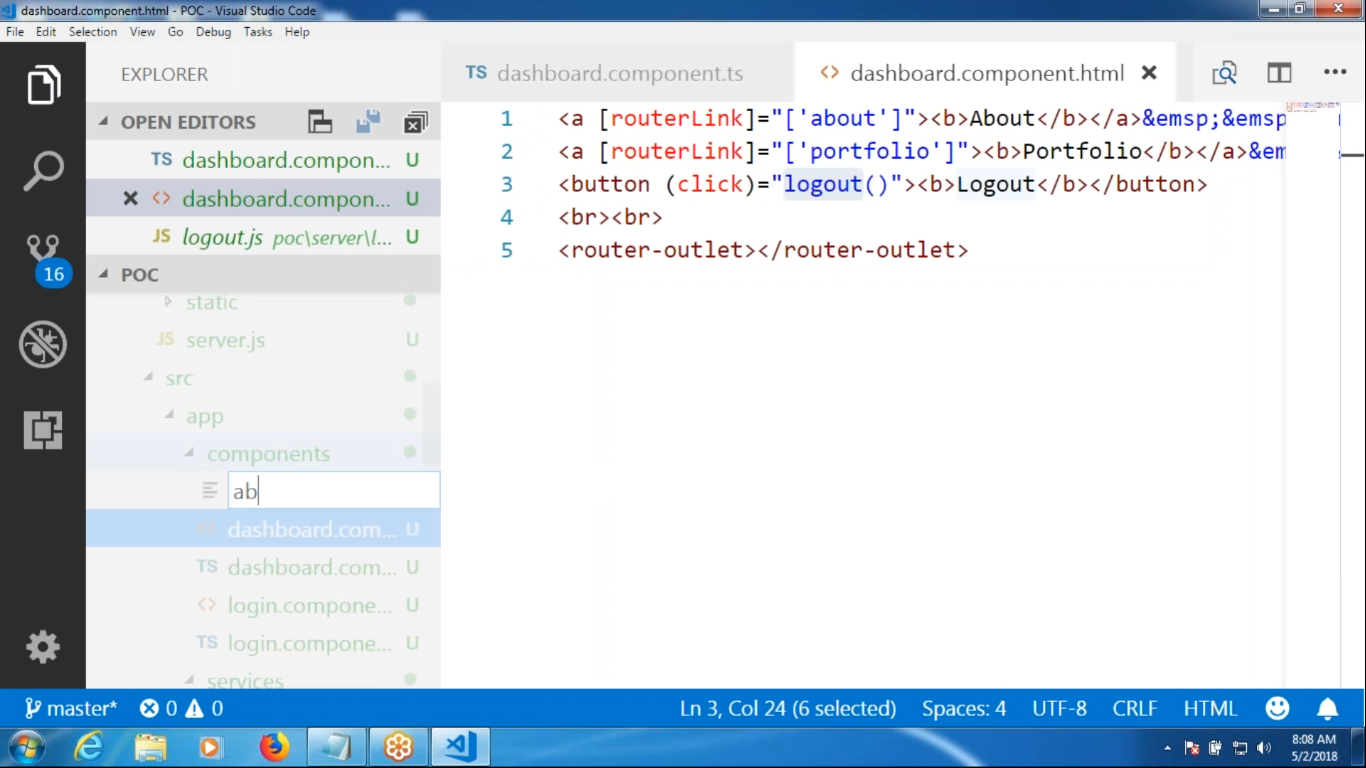 dashboard.component.html - POC - Visual Studio Code
File Edit Selection View Go Debug Tasks Help
EXPLORER
OPEN EDITORS
TS dashboard.compon... U
<> dashboard.compon... U
JS logout.js poc\server\l... U
16
POC
static
JS server.js U
src
app
components
ab
<> dashboard.com... U
TS dashboard.com... U
<> login.compone... U
TS login.compone... U
services
TS dashboard.component.ts
<> dashboard.component.html
1 <a [routerLink]="['about']"><b>About</b></a>&emsp;&emsp
2 <a [routerLink]="['portfolio']"><b>Portfolio</b></a>&em
3 <button (click)="logout()"><b>Logout</b></button>
4 <br><br>
5 <router-outlet></router-outlet>
master* 0 0 Ln 3, Col 24 (6 selected) Spaces: 4 UTF-8 CRLF HTML
8:08 AM
5/2/2018